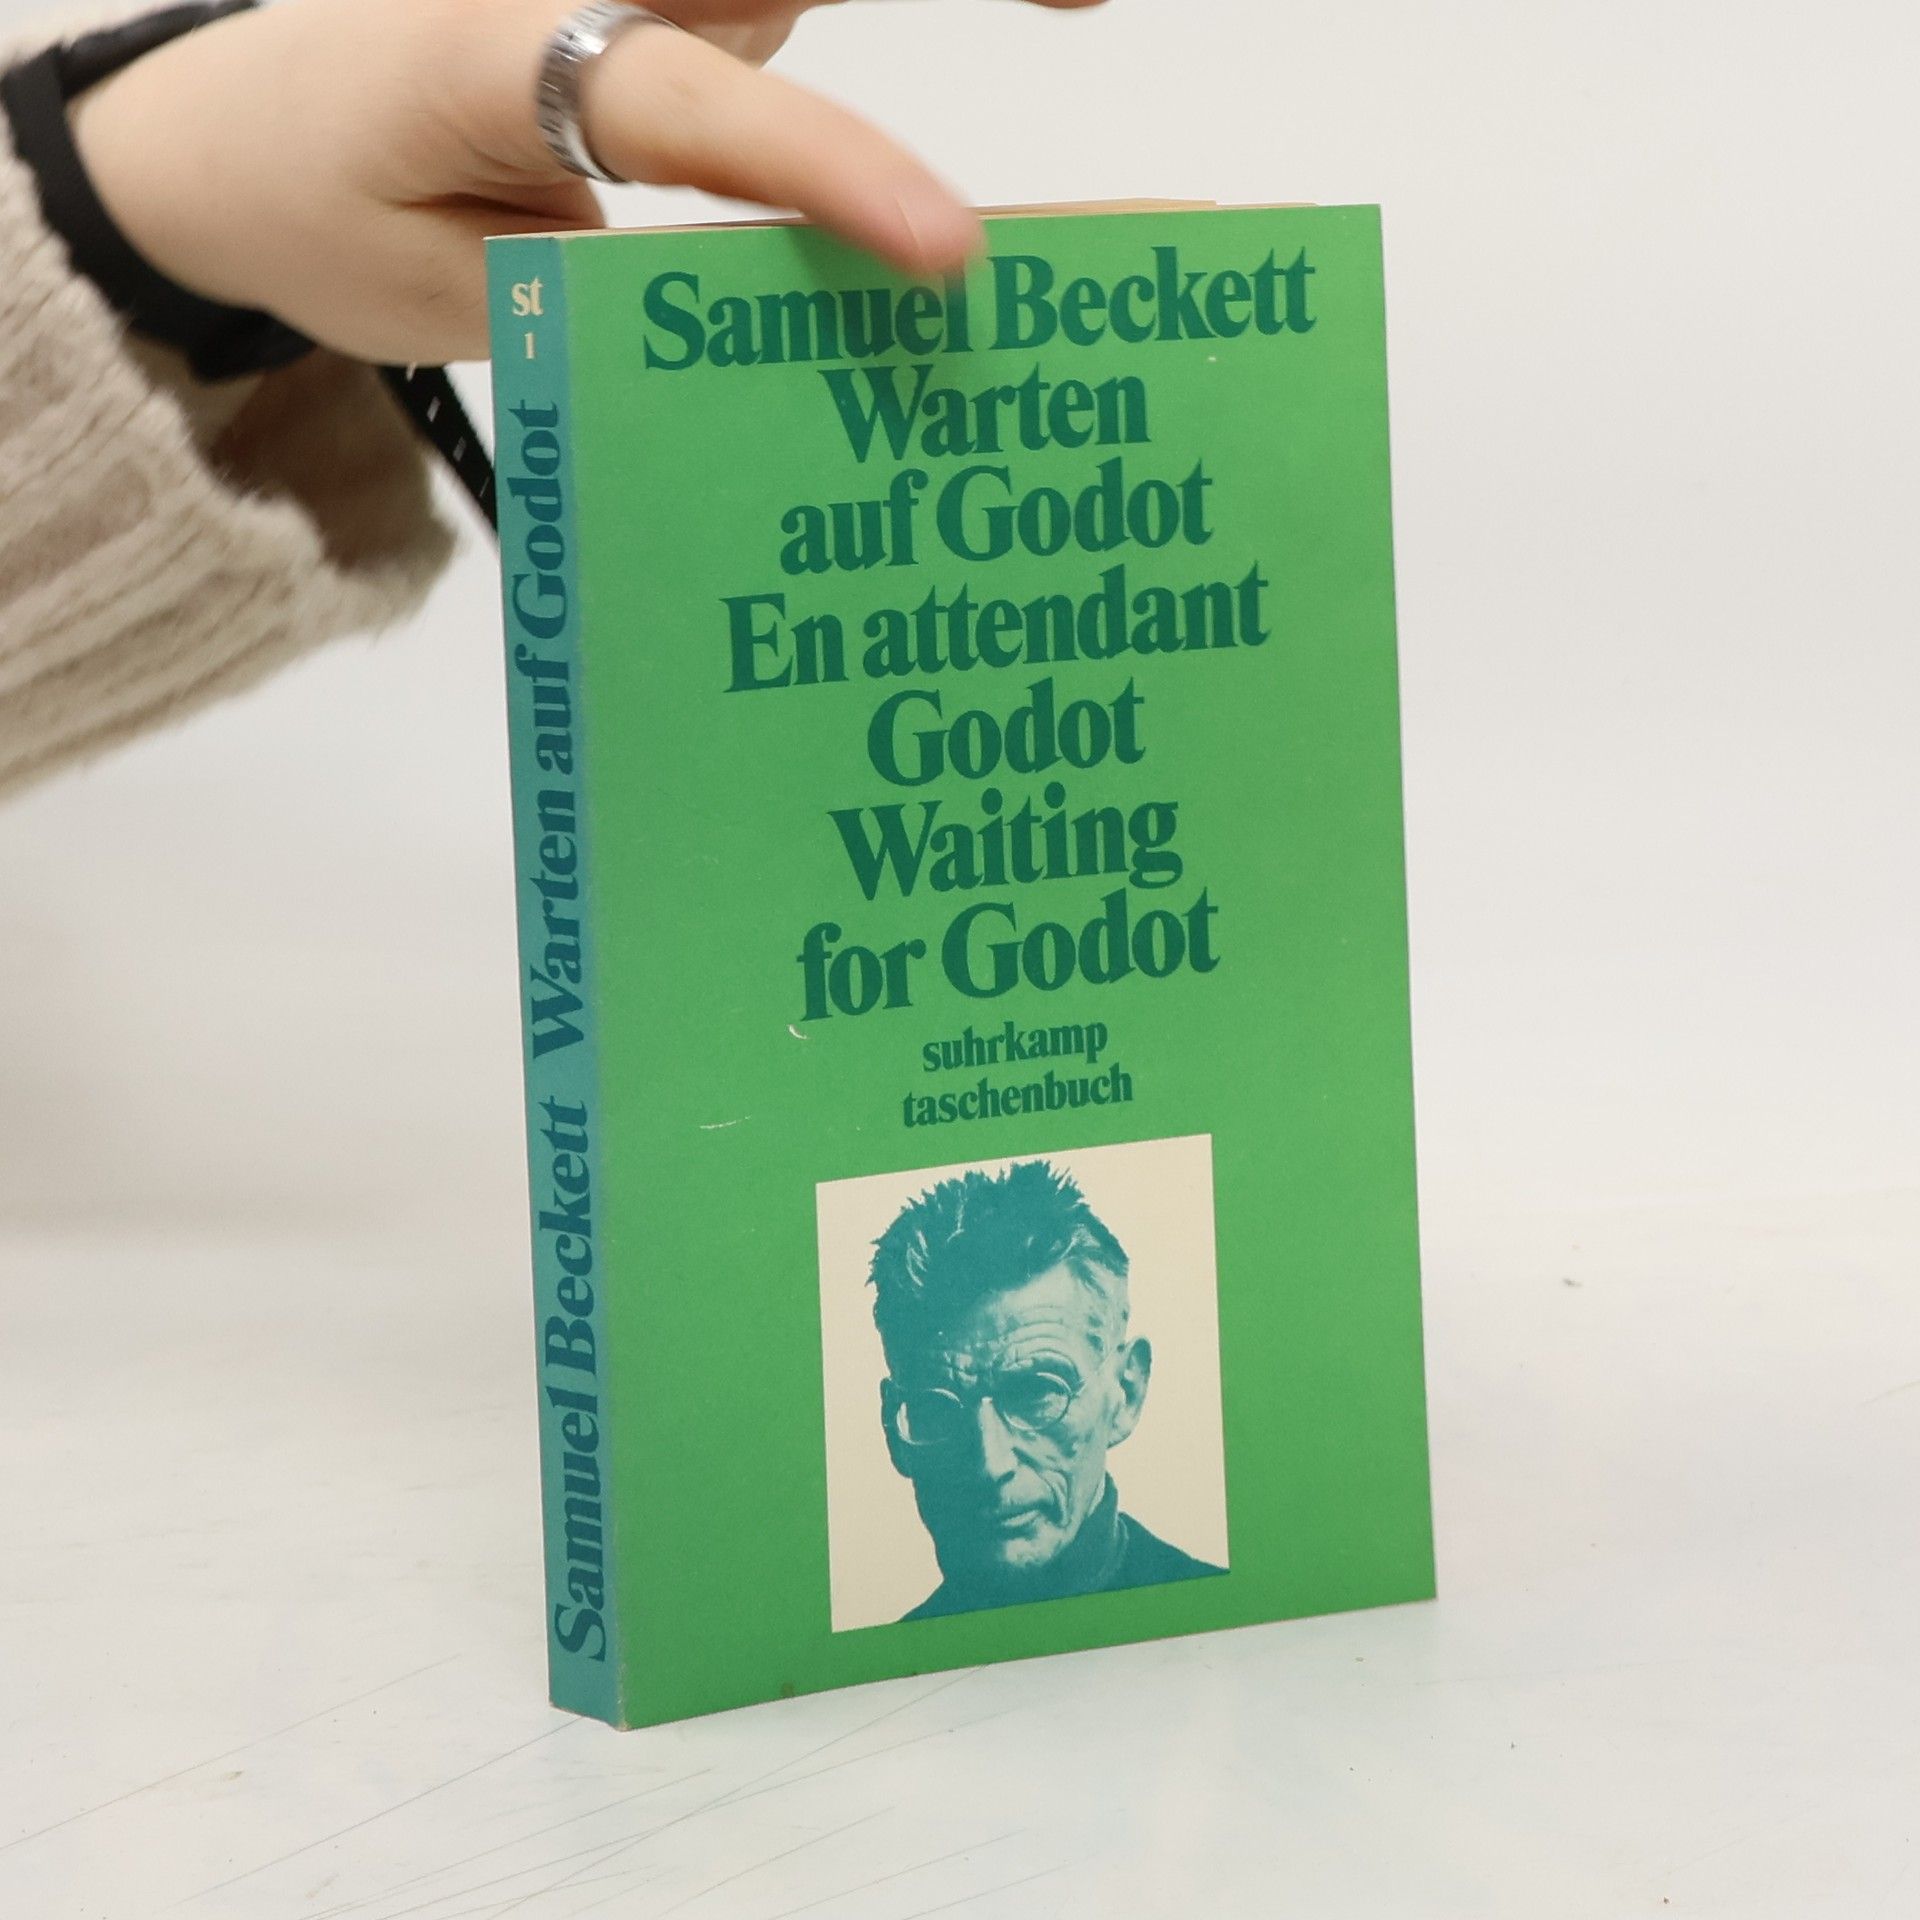 st
1
Samuel Beckett Warten auf Godot
Samuel Beckett
Warten
auf Godot
En attendant
Godot
Waiting
for Godot
suhrkamp
taschenbuch